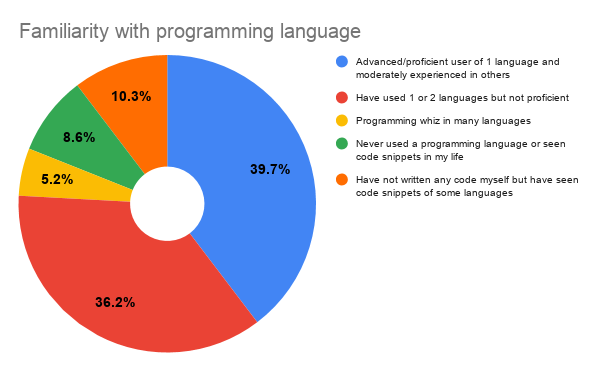 Familiarity with programming language
Advanced/proficient user of 1 language and
moderately experienced in others
Have used 1 or 2 languages but not proficient
Programming whiz in many languages
Never used a programming language or seen
code snippets in my life
Have not written any code myself but have seen
code snippets of some languages
10.3%
8.6%
39.7%
5.2%
36.2%